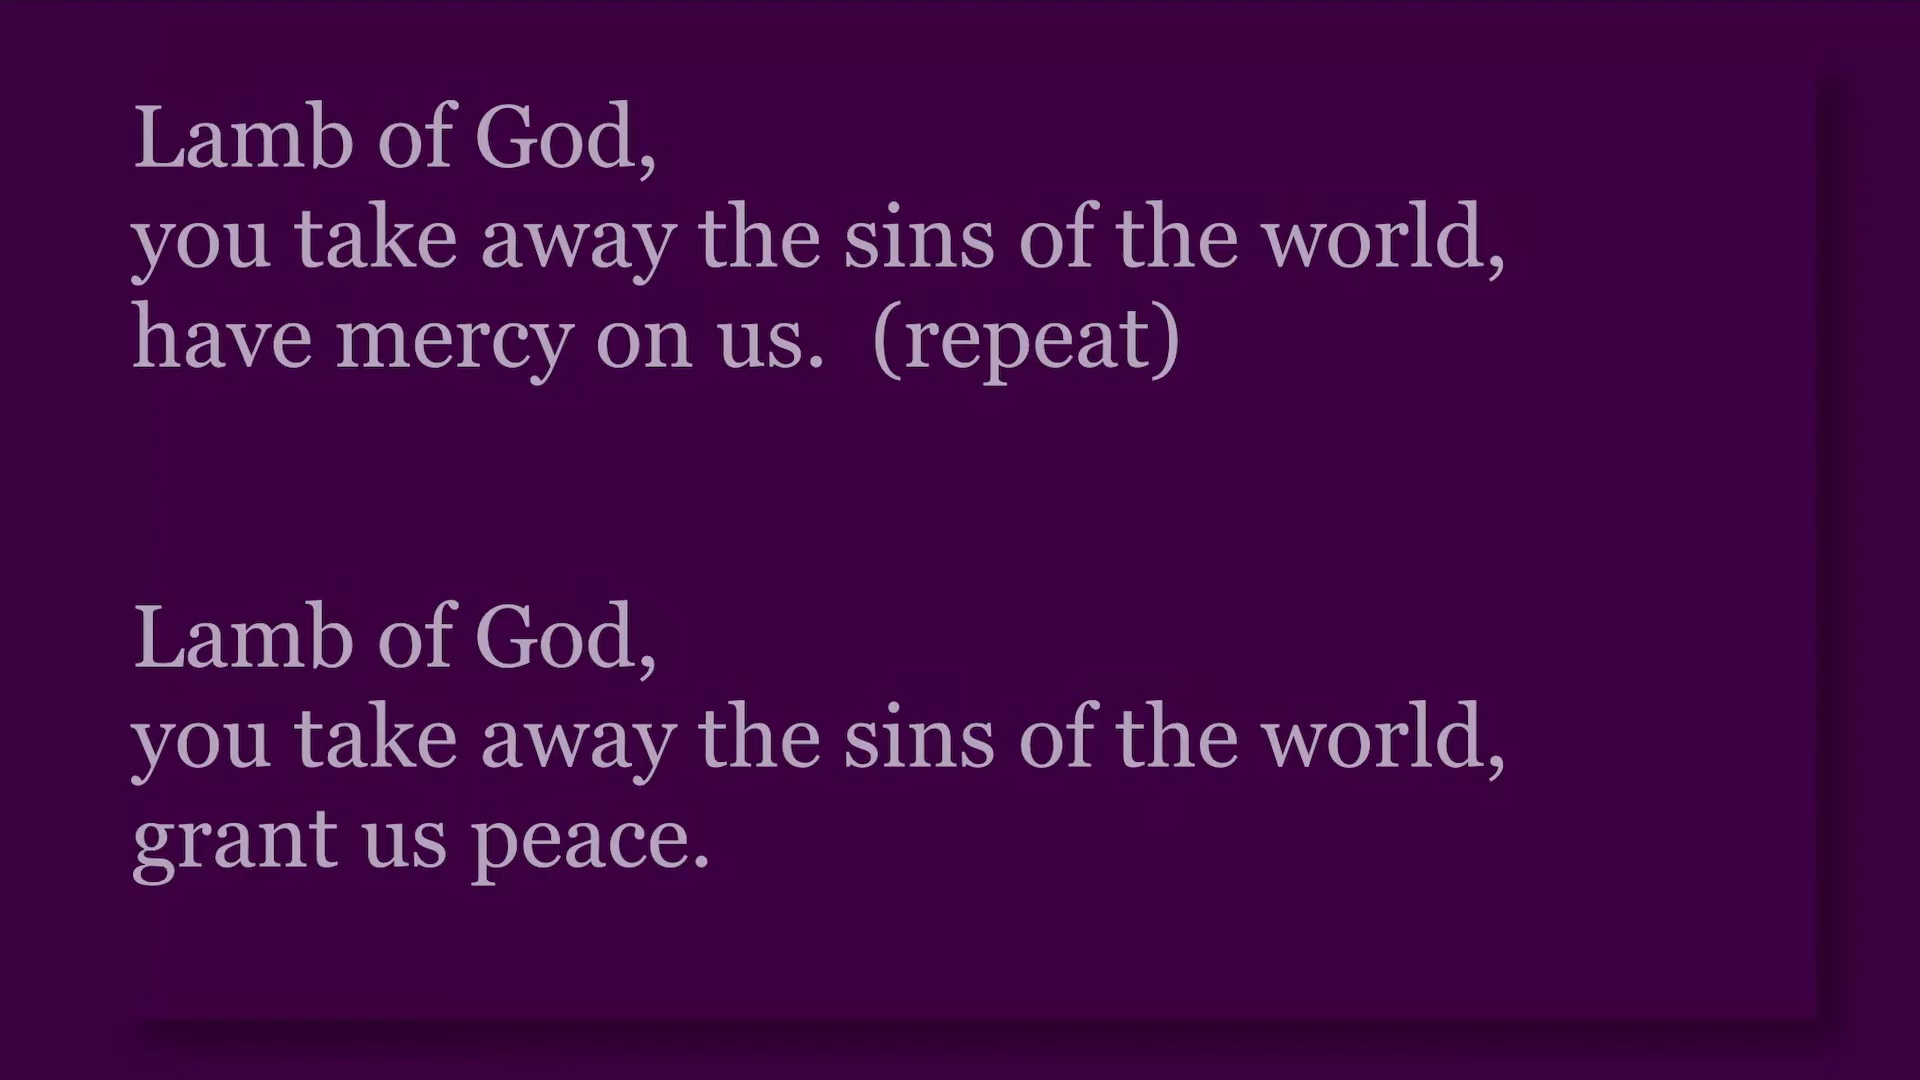 Lamb of God,
you take away the sins of the world,
have mercy on us.  (repeat)
Lamb of God,
you take away the sins of the world,
grant us peace.